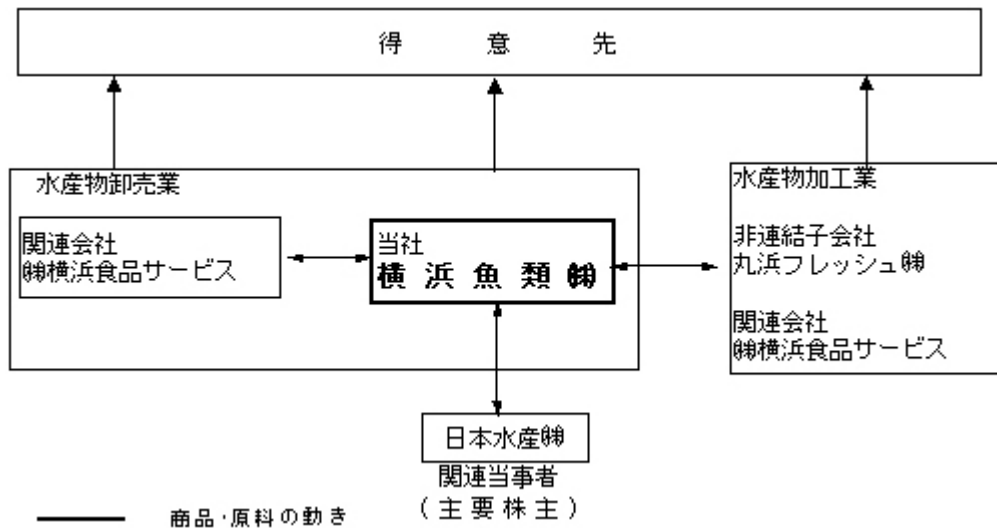 得意先
水産物卸売業
関連会社
㈱横浜食品サービス
当社
横浜魚類㈱
水産物加工業
非連結子会社
丸浜フレッシュ㈱
関連会社
㈱横浜食品サービス
日本水産㈱
関連当事者
(主要株主)
商品・原料の動き